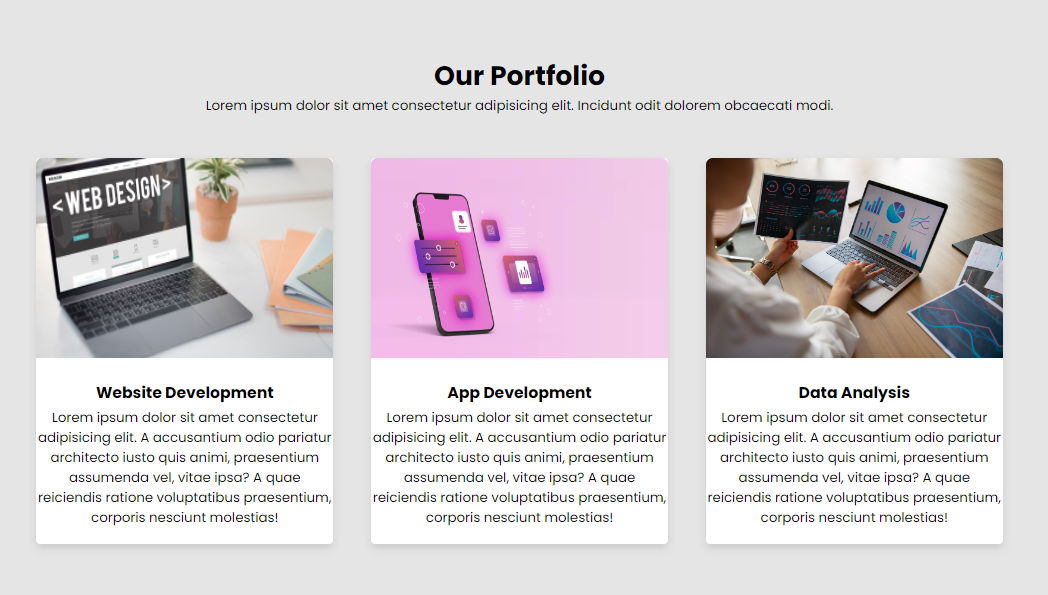 Our Portfolio
Lorem ipsum dolor sit amet consectetur adipisicing elit. Incidunt odit dolorem obcaecati modi.
<WEB DESIGN>
Website Development
Lorem ipsum dolor sit amet consectetur
adipisicing elit. A accusantium odio pariatur
architecto iusto quis animi, praesentium
assumenda vel, vitae ipsa? A quae
reiciendis ratione voluptatibus praesentium,
corporis nesciunt molestias!
App Development
Lorem ipsum dolor sit amet consectetur
adipisicing elit. A accusantium odio pariatur
architecto iusto quis animi, praesentium
assumenda vel, vitae ipsa? A quae
reiciendis ratione voluptatibus praesentium,
corporis nesciunt molestias!
Data Analysis
Lorem ipsum dolor sit amet consectetur
adipisicing elit. A accusantium odio pariatur
architecto iusto quis animi, praesentium
assumenda vel, vitae ipsa? A quae
reiciendis ratione voluptatibus praesentium,
corporis nesciunt molestias!